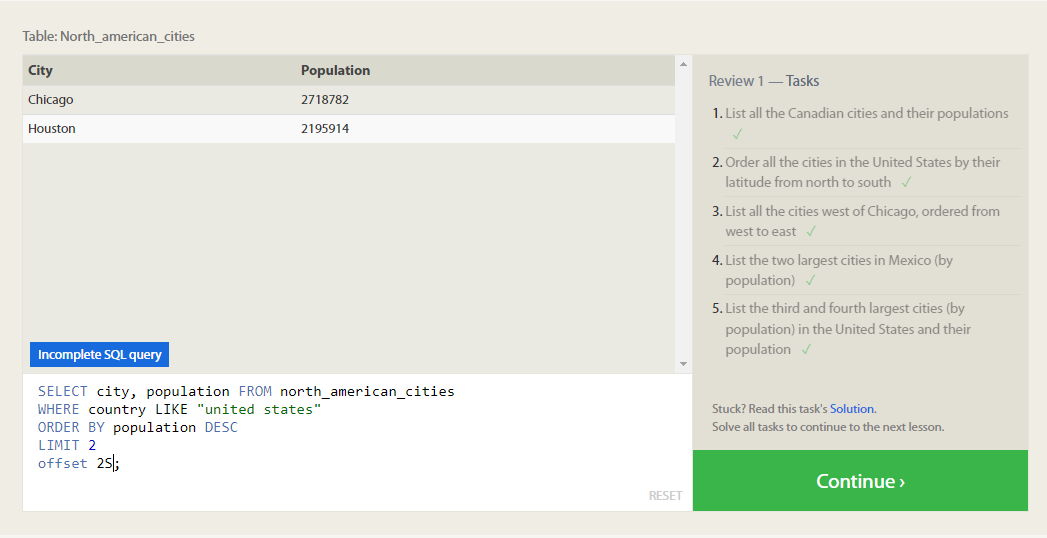 Table: North_american_cities
City Population
Chicago 2718782
Houston 2195914
Incomplete SQL query
SELECT city, population FROM north_american_cities
WHERE country LIKE "united states"
ORDER BY population DESC
LIMIT 2
offset 2S;
RESET
Review 1 — Tasks
1. List all the Canadian cities and their populations
✓
2. Order all the cities in the United States by their
latitude from north to south ✓
3. List all the cities west of Chicago, ordered from
west to east ✓
4. List the two largest cities in Mexico (by
population) ✓
5. List the third and fourth largest cities (by
population) in the United States and their
population ✓
Stuck? Read this task's Solution.
Solve all tasks to continue to the next lesson.
Continue ›